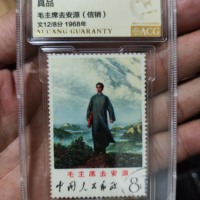 真品
毛主席去安源（信销）
文12/8分 1968年
GUARANTY
ACG
毛主席去安源
中国人民邮政
8